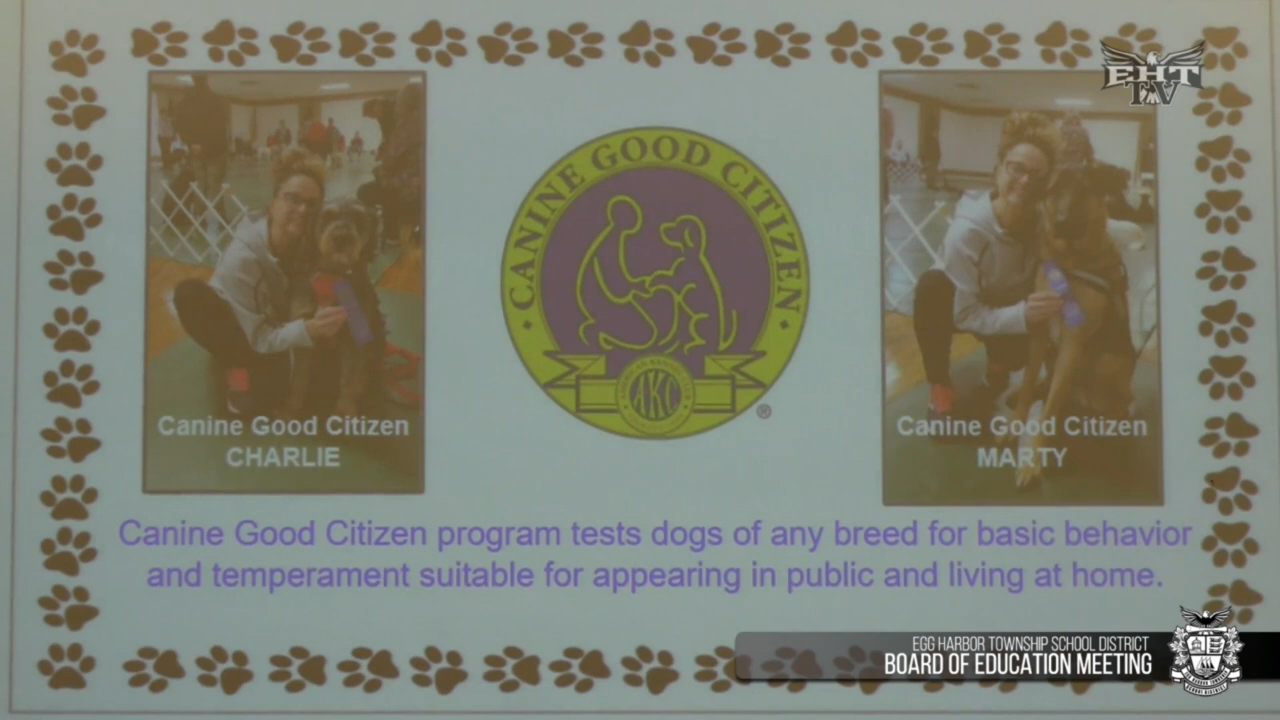 EHT
TV
CANINE GOOD CITIZEN
AKC
®
Canine Good Citizen
CHARLIE
Canine Good Citizen
MARTY
Canine Good Citizen program tests dogs of any breed for basic behavior
and temperament suitable for appearing in public and living at home.
EGG HARBOR TOWNSHIP SCHOOL DISTRICT
BOARD OF EDUCATION MEETING